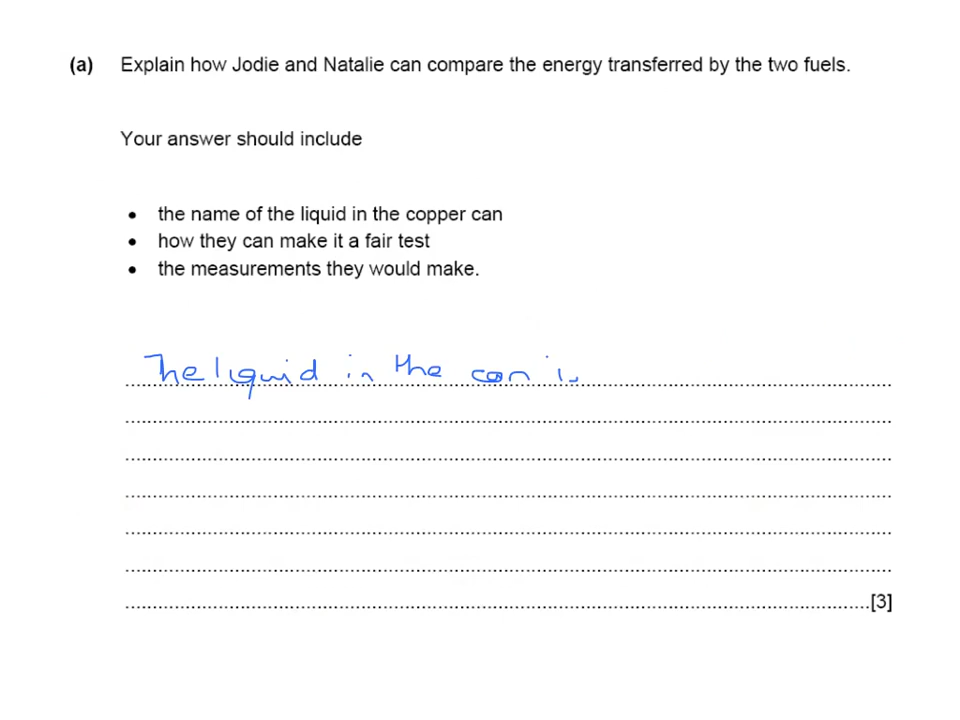 (a) Explain how Jodie and Natalie can compare the energy transferred by the two fuels.
Your answer should include
• the name of the liquid in the copper can
• how they can make it a fair test
• the measurements they would make.
The liquid in the can is
[3]